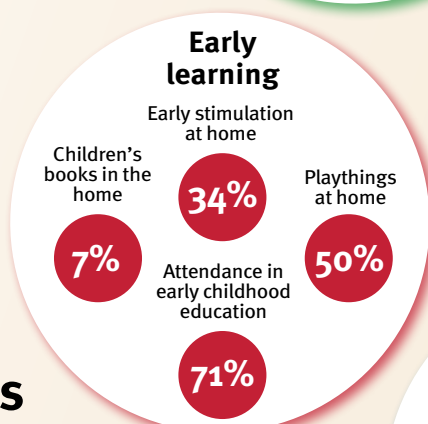 Early
learning
Early stimulation
at home
34%
Children’s
books in the
home
7%
Playthings
at home
50%
Attendance in
early childhood
education
71%
s